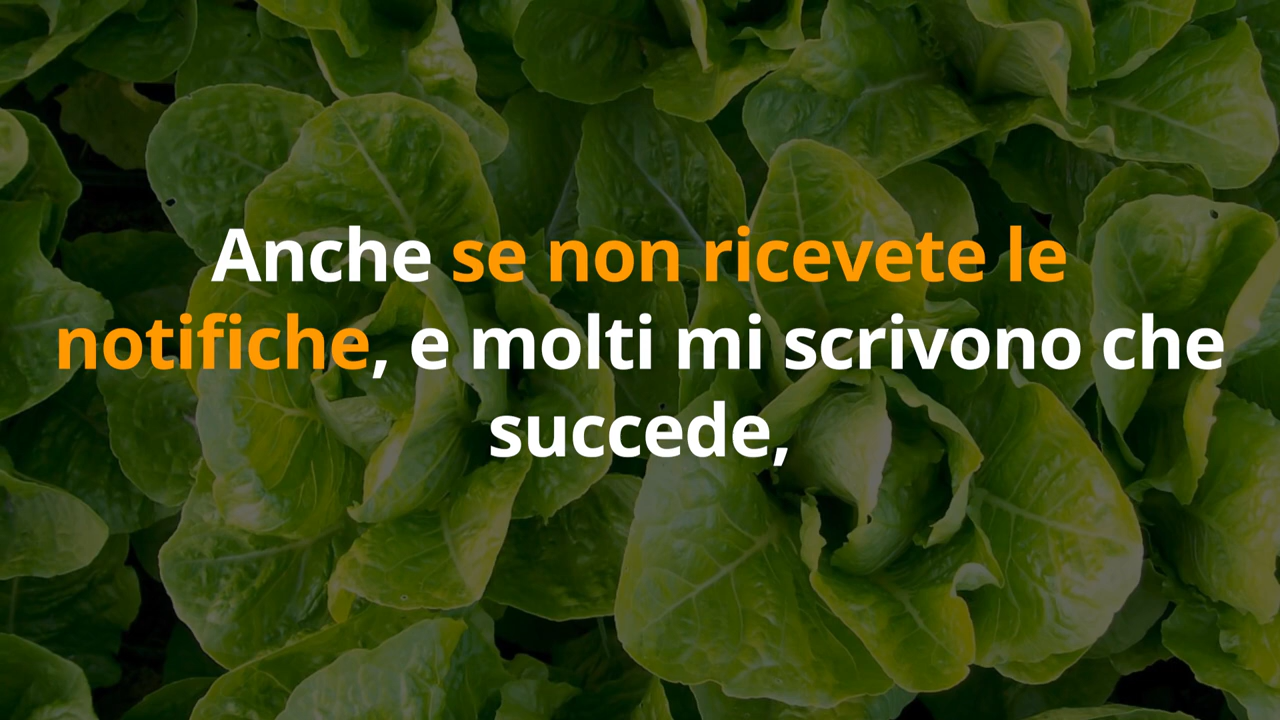 Anche se non ricevete le
notifiche, e molti mi scrivono che
succede,